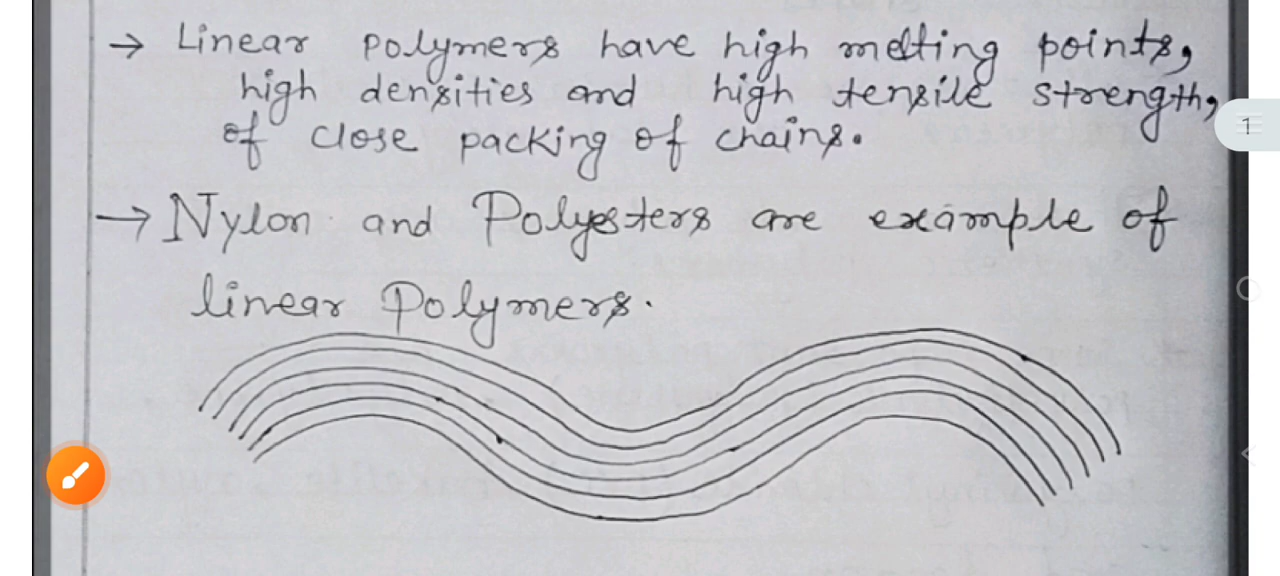 → Linear polymers have high melting points,
high densities and high tensile strength,
of close packing of chains.
→ Nylon and Polyesters are example of
linear Polymers.
1